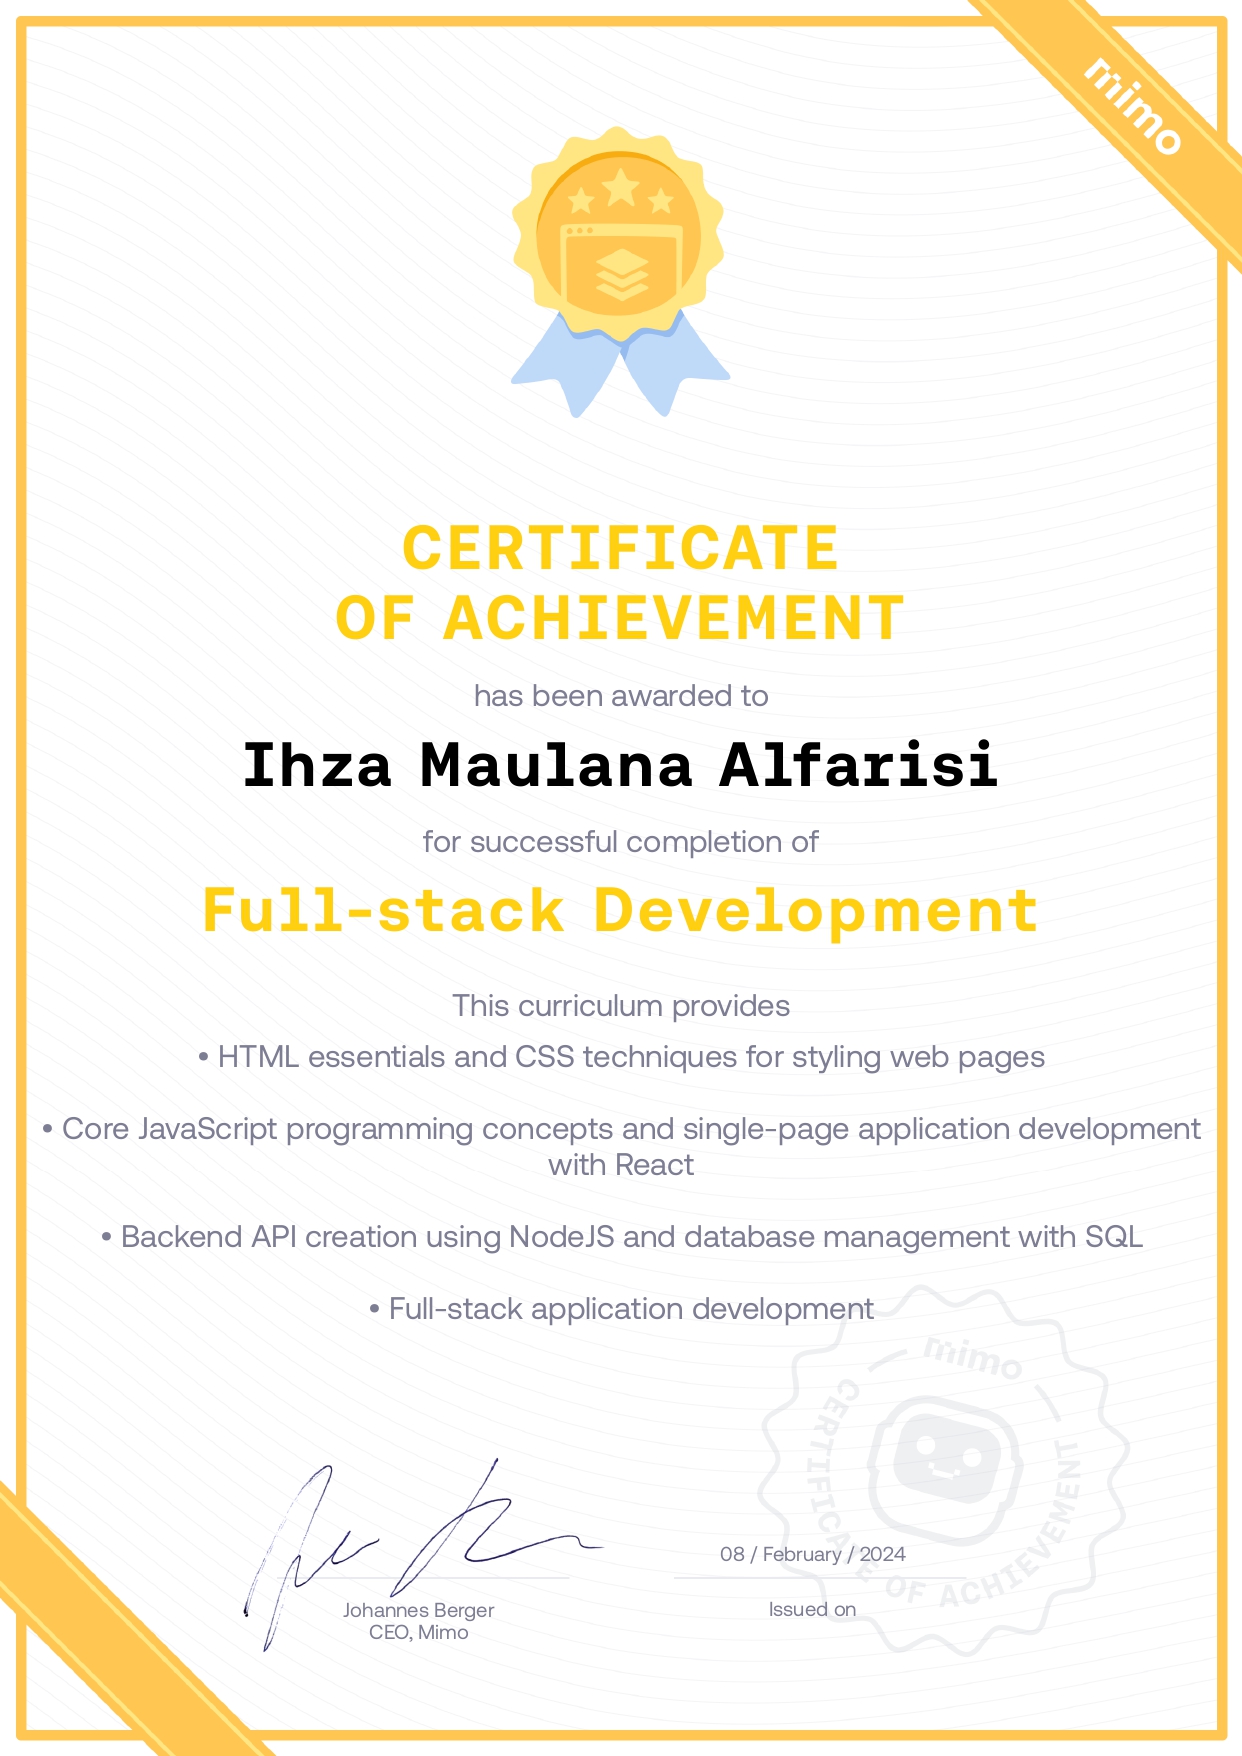 mimo
CERTIFICATE
OF ACHIEVEMENT
has been awarded to
Ihza Maulana Alfarisi
for successful completion of
Full-stack Development
This curriculum provides
• HTML essentials and CSS techniques for styling web pages
• Core JavaScript programming concepts and single-page application development
with React
• Backend API creation using NodeJS and database management with SQL
• Full-stack application development
mimo
CERTIFICATE OF ACHIEVEMENT
08 / February / 2024
Johannes Berger
CEO, Mimo
Issued on